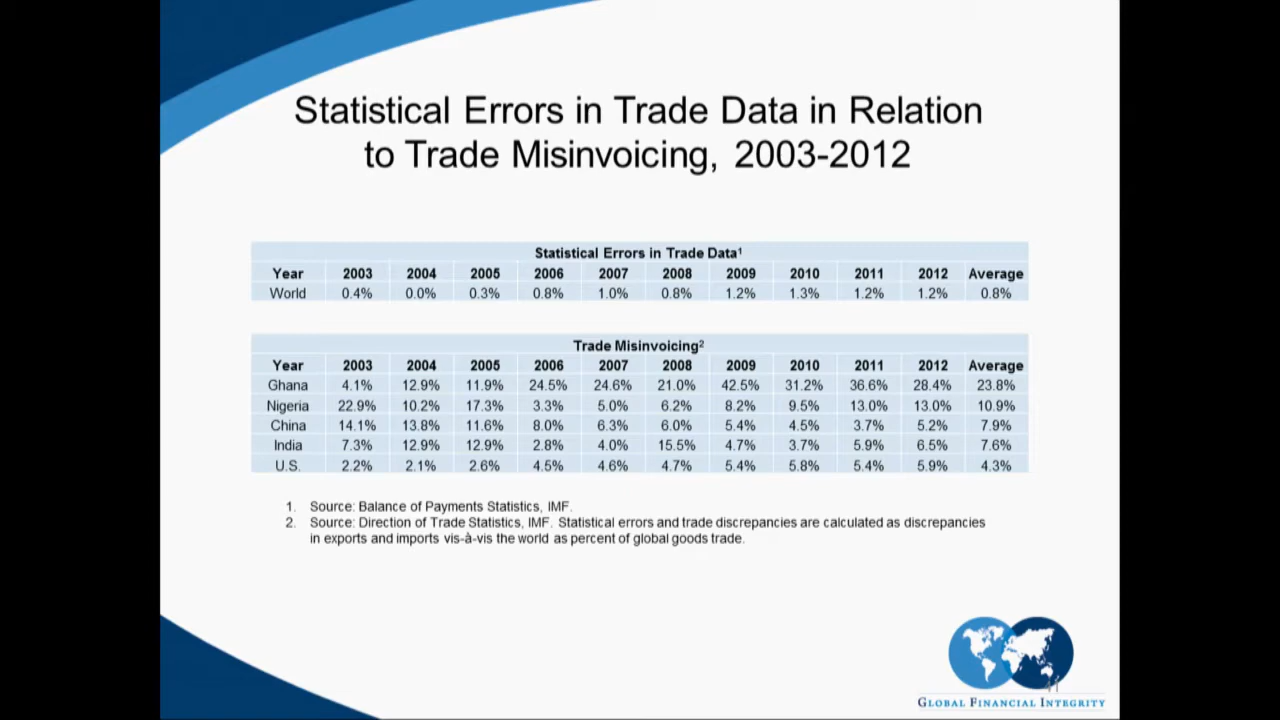 Statistical Errors in Trade Data in Relation
to Trade Misinvoicing, 2003-2012
Statistical Errors in Trade Data¹
Year 2003 2004 2005 2006 2007 2008 2009 2010 2011 2012 Average
World 0.4% 0.0% 0.3% 0.8% 1.0% 0.8% 1.2% 1.3% 1.2% 1.2% 0.8%
Trade Misinvoicing²
Year 2003 2004 2005 2006 2007 2008 2009 2010 2011 2012 Average
Ghana 4.1% 12.9% 11.9% 24.5% 24.6% 21.0% 42.5% 31.2% 36.6% 28.4% 23.8%
Nigeria 22.9% 10.2% 17.3% 3.3% 5.0% 6.2% 8.2% 9.5% 13.0% 13.0% 10.9%
China 14.1% 13.8% 11.6% 8.0% 6.3% 6.0% 5.4% 4.5% 3.7% 5.2% 7.9%
India 7.3% 12.9% 12.9% 2.8% 4.0% 15.5% 4.7% 3.7% 5.9% 6.5% 7.6%
U.S. 2.2% 2.1% 2.6% 4.5% 4.6% 4.7% 5.4% 5.8% 5.4% 5.9% 4.3%
1. Source: Balance of Payments Statistics, IMF.
2. Source: Direction of Trade Statistics, IMF. Statistical errors and trade discrepancies are calculated as discrepancies
in exports and imports vis-à-vis the world as percent of global goods trade.
GLOBAL FINANCIAL INTEGRITY